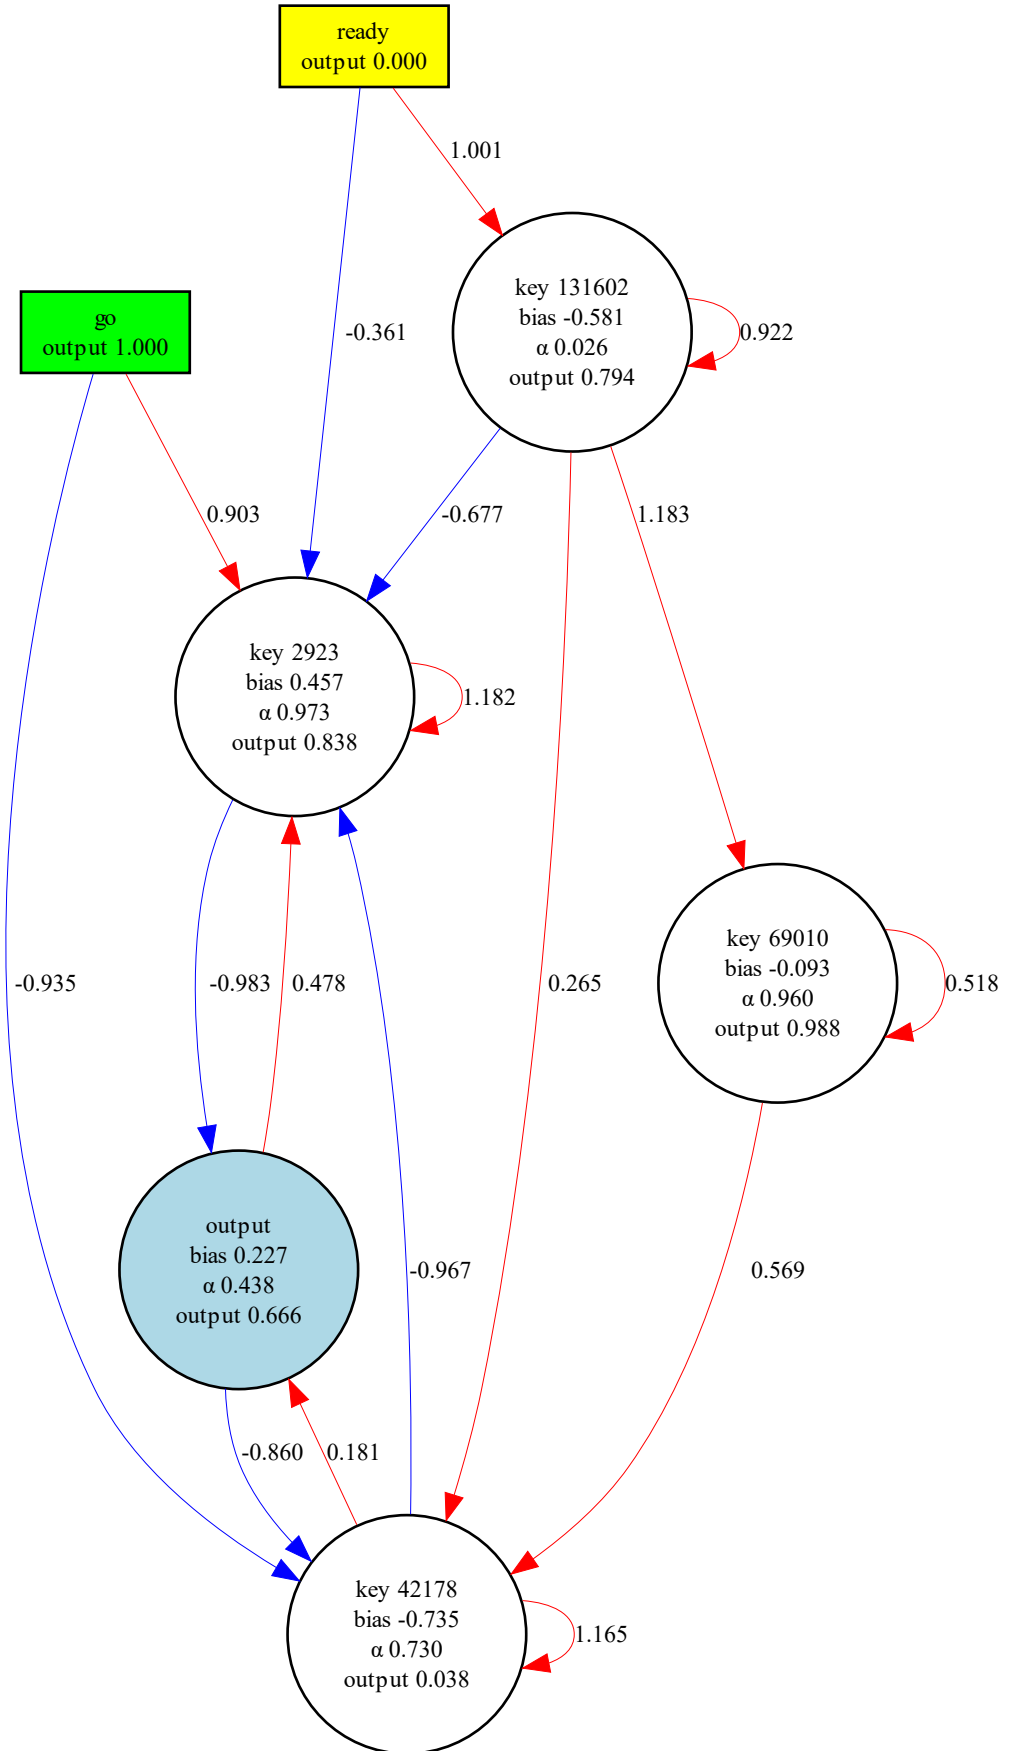 ready
output 0.000
1.001
key 131602
bias -0.581
α 0.026
output 0.794
0.922
go
output 1.000
-0.361
0.903
-0.677
1.183
key 2923
bias 0.457
α 0.973
output 0.838
1.182
key 69010
bias -0.093
α 0.960
output 0.988
0.518
-0.935
-0.983
0.478
0.265
output
bias 0.227
α 0.438
output 0.666
-0.967
0.569
-0.860
0.181
key 42178
bias -0.735
α 0.730
output 0.038
1.165